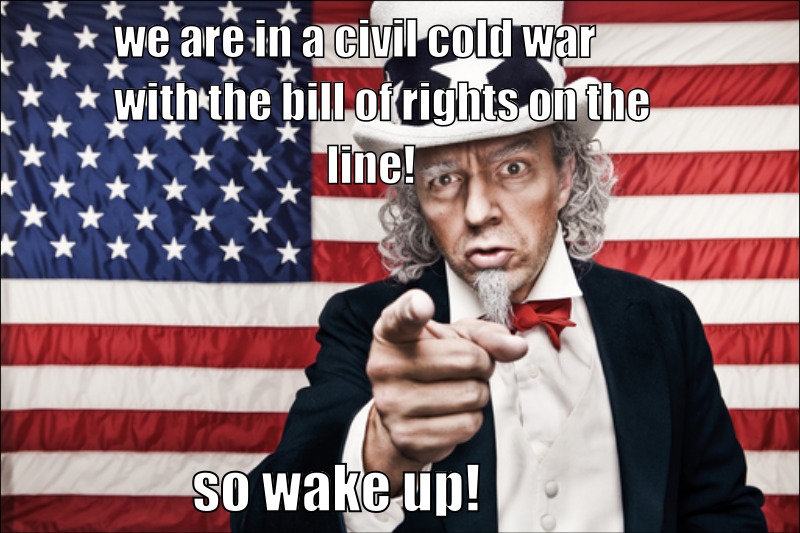 we are in a civil cold war
with the bill of rights on the
line!
so wake up!